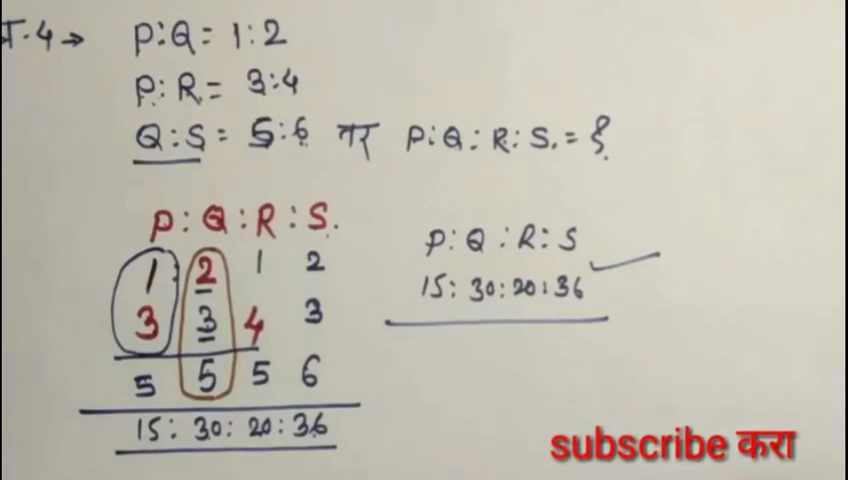 T.4→ P:Q = 1:2
P:R = 3:4
Q:S = 5:6 तर P:Q:R:S. = ?
P:Q:R:S.
1 : 2 1 2
3 3 4 3
5 5 5 6
15: 30: 20: 36
P:Q:R:S
15: 30:20:36
subscribe करा